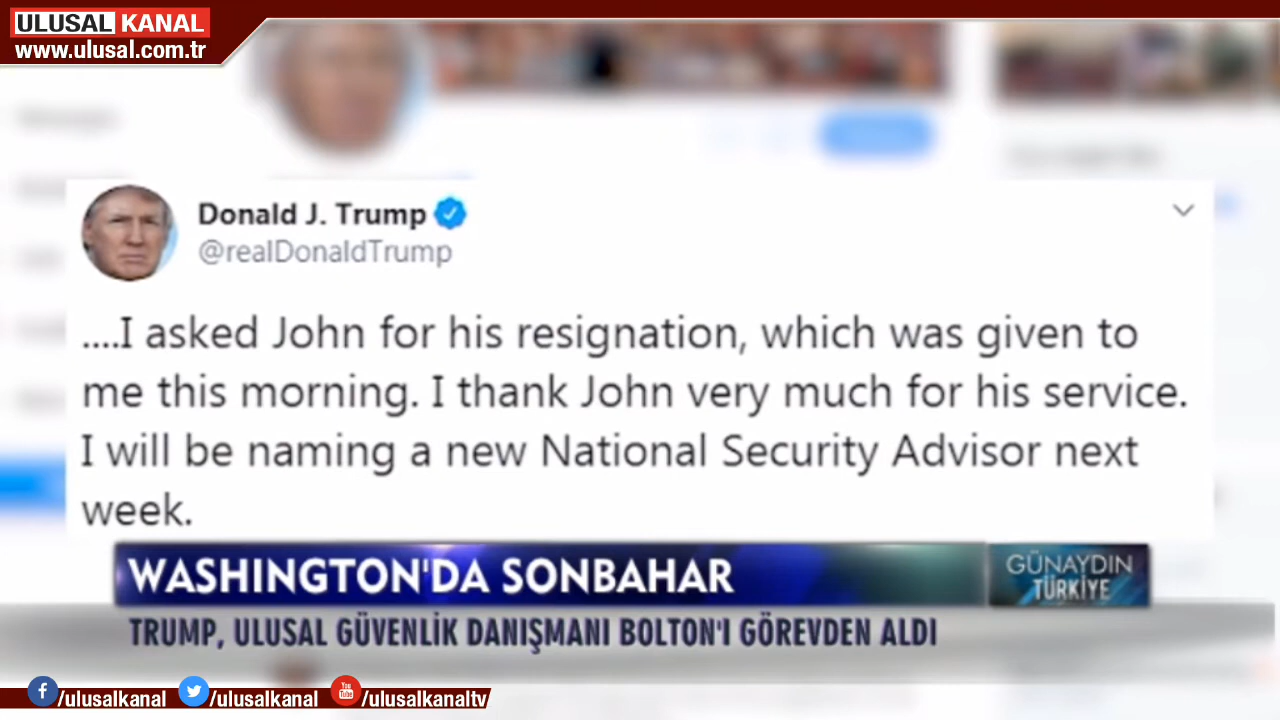 ULUSAL KANAL
www.ulusal.com.tr
Donald J. Trump
@realDonaldTrump
....I asked John for his resignation, which was given to
me this morning. I thank John very much for his service.
I will be naming a new National Security Advisor next
week.
WASHINGTON'DA SONBAHAR
GÜNAYDIN
TÜRKİYE
TRUMP, ULUSAL GÜVENLİK DANIŞMANI BOLTON'I GÖREVDEN ALDI
/ulusalkanal
/ulusalkanal
You Tube
/ulusalkanaltv